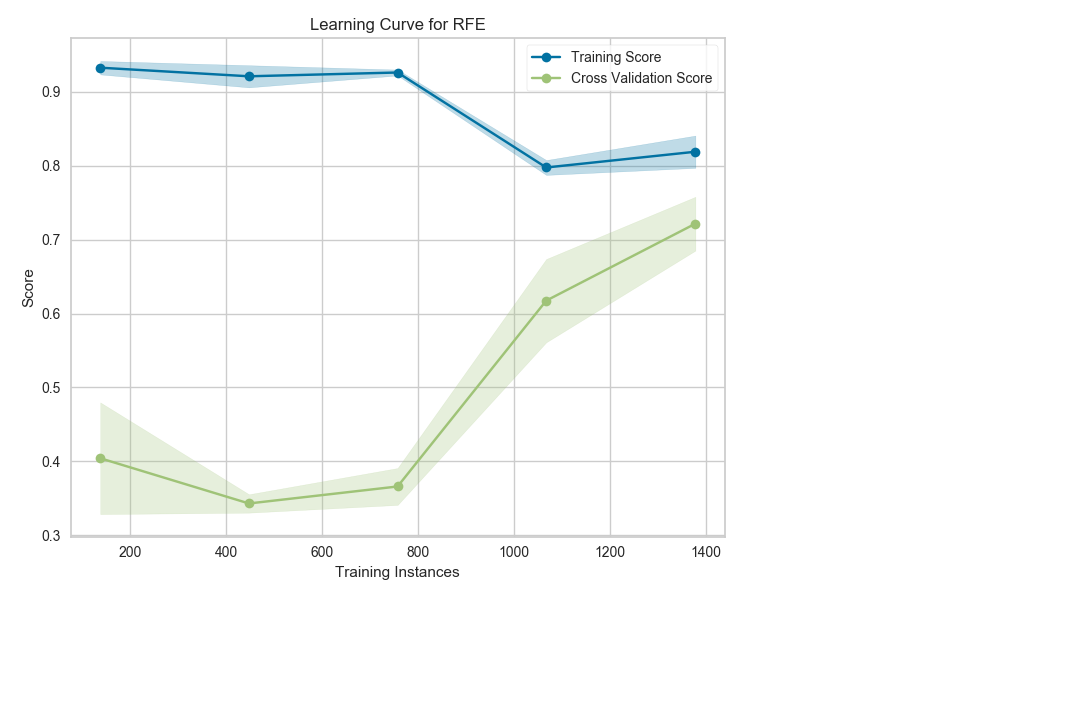 Learning Curve for RFE
Training Score
Cross Validation Score
0.9
0.8
0.7
0.6
0.5
0.4
0.3
Score
200 400 600 800 1000 1200 1400
Training Instances